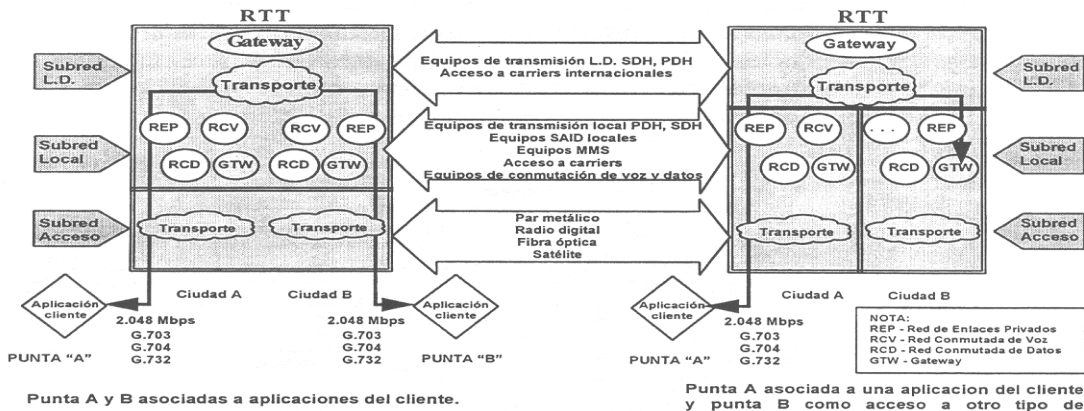 RTT
Gateway
Transporte
Subred L.D.
Subred Local
Subred Acceso
REP
RCV
RCV
REP
RCD
GTW
RCD
GTW
Transporte
Transporte
Aplicación cliente
Ciudad A
Ciudad B
Aplicación cliente
2.048 Mbps
G.703
G.704
G.732
2.048 Mbps
G.703
G.704
G.732
PUNTA "A"
PUNTA "B"
Punta A y B asociadas a aplicaciones del cliente.
Equipos de transmisión L.D. SDH, PDH
Acceso a carriers internacionales
Equipos de transmisión local PDH, SDH
Equipos SAID locales
Equipos MMS
Acceso a carriers
Equipos de conmutación de voz y datos
Par metálico
Radio digital
Fibra óptica
Satélite
RTT
Gateway
Transporte
Subred L.D.
Subred Local
Subred Acceso
REP
RCV
...
REP
RCD
GTW
RCD
GTW
Transporte
Transporte
Aplicación cliente
Ciudad A
Ciudad B
2.048 Mbps
G.703
G.704
G.732
PUNTA "A"
NOTA:
REP - Red de Enlaces Privados
RCV - Red Conmutada de Voz
RCD - Red Conmutada de Datos
GTW - Gateway
Punta A asociada a una aplicacion del cliente
y punta B como acceso a otro tipo de